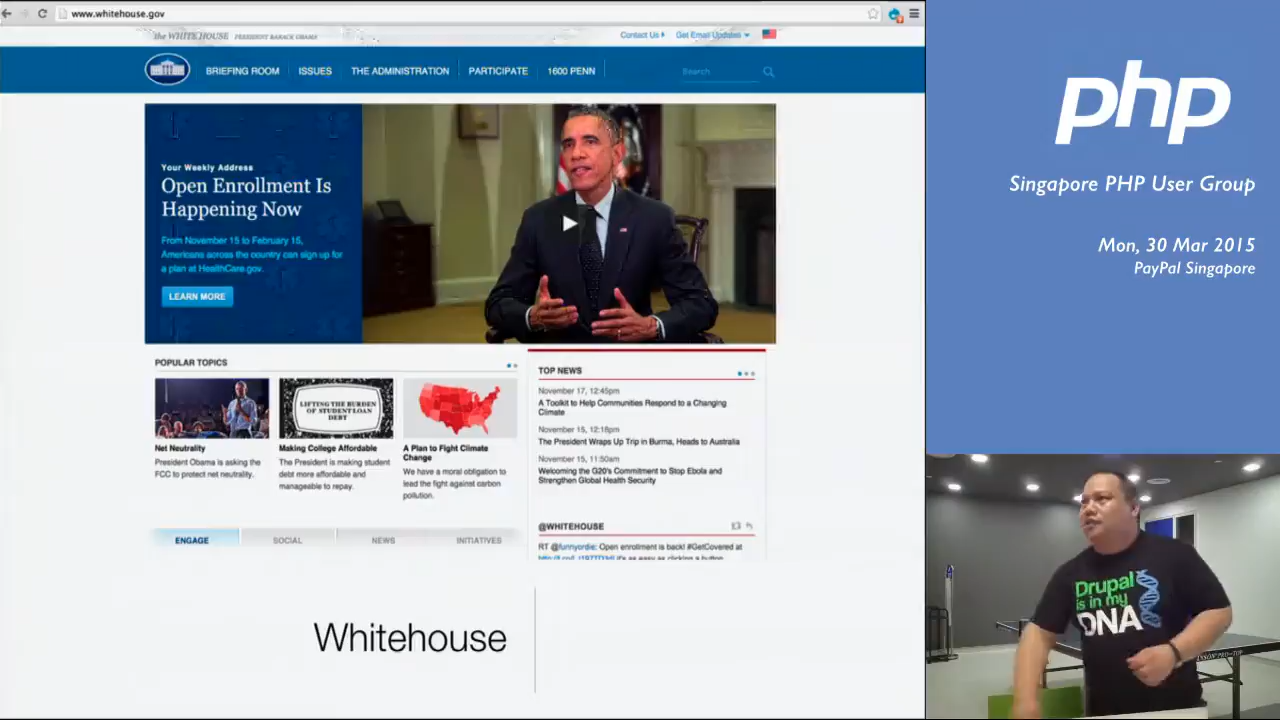 www.whitehouse.gov
the WHITE HOUSE PRESIDENT BARACK OBAMA
Contact Us
Get Email Updates
BRIEFING ROOM
ISSUES
THE ADMINISTRATION
PARTICIPATE
1600 PENN
Search
Your Weekly Address
Open Enrollment Is
Happening Now
From November 15 to February 15,
Americans across the country can sign up for
a plan at HealthCare.gov.
LEARN MORE
POPULAR TOPICS
LIFTING THE BURDEN
OF STUDENT LOAN
DEBT
Net Neutrality
President Obama is asking the
FCC to protect net neutrality.
Making College Affordable
The President is making student
debt more affordable and
manageable to repay.
A Plan to Fight Climate
Change
We have a moral obligation to
lead the fight against carbon
pollution.
TOP NEWS
November 17, 12:45pm
A Toolkit to Help Communities Respond to a Changing
Climate
November 15, 12:18pm
The President Wraps Up Trip in Burma, Heads to Australia
November 15, 11:50am
Welcoming the G20's Commitment to Stop Ebola and
Strengthen Global Health Security
ENGAGE
SOCIAL
NEWS
INITIATIVES
@WHITEHOUSE
RT @funnyordie: Open enrollment is back! #GetCovered at
it's as easy as clicking a button
Whitehouse
php
Singapore PHP User Group
Mon, 30 Mar 2015
PayPal Singapore
Drupal
is in my
DNA